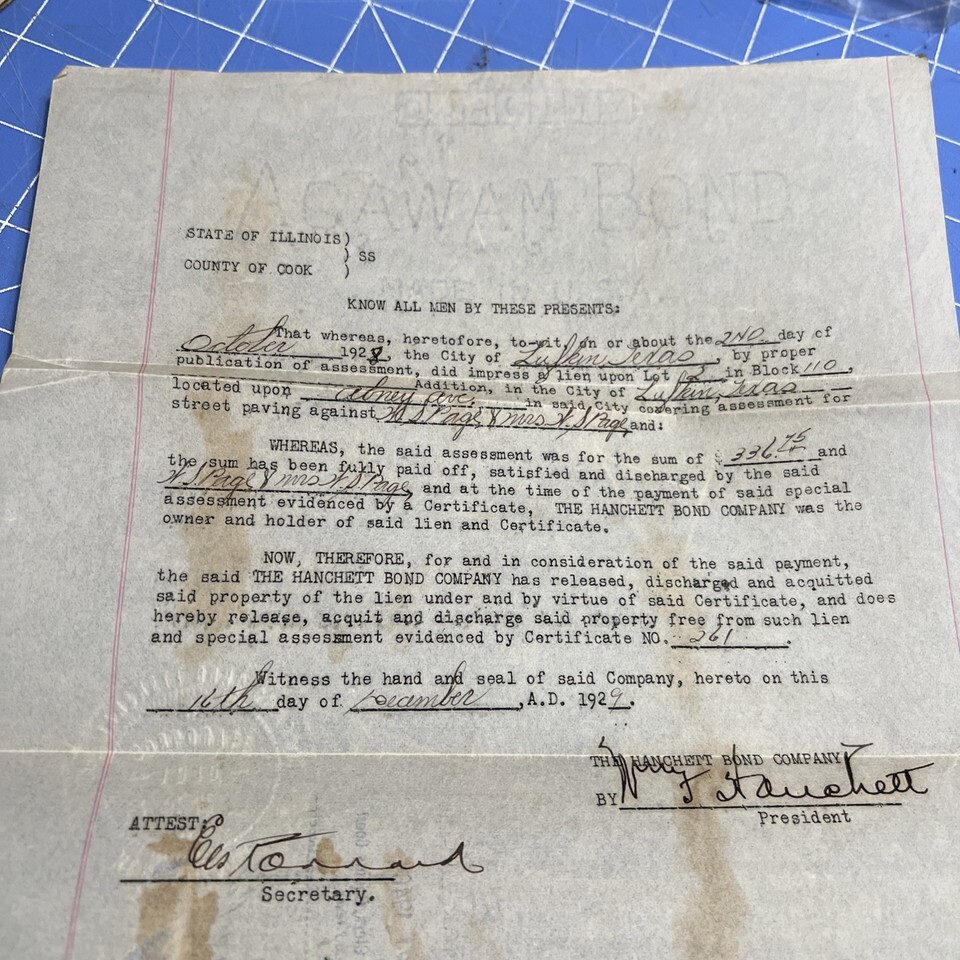 AGAWAM BOND
STATE OF ILLINOIS)
) SS
COUNTY OF COOK )
KNOW ALL MEN BY THESE PRESENTS:
That whereas, heretofore, to-wit, on or about the 2ND. day of
October 1928, the City of Lufkin Texas, by proper
publication of assessment, did impress a lien upon Lot 3 in Block 110,
Addition, in the City of Lufkin, Texas
located upon Abney Ave. in said City covering assessment for
street paving against W S Page & Mrs W S Page and:
WHEREAS, the said assessment was for the sum of $ 336.75 and
the sum has been fully paid off, satisfied and discharged by the said
W S Page & Mrs W S Page, and at the time of the payment of said special
assessment evidenced by a Certificate, THE HANCHETT BOND COMPANY was the
owner and holder of said lien and Certificate.
NOW, THEREFORE, for and in consideration of the said payment,
the said THE HANCHETT BOND COMPANY has released, discharged and acquitted
said property of the lien under and by virtue of said Certificate, and does
hereby release, acquit and discharge said property free from such lien
and special assessment evidenced by Certificate NO. 261.
Witness the hand and seal of said Company, hereto on this
16th day of December, A.D. 1929.
THE HANCHETT BOND COMPANY
BY F Hanchett
President
ATTEST:
Secretary.